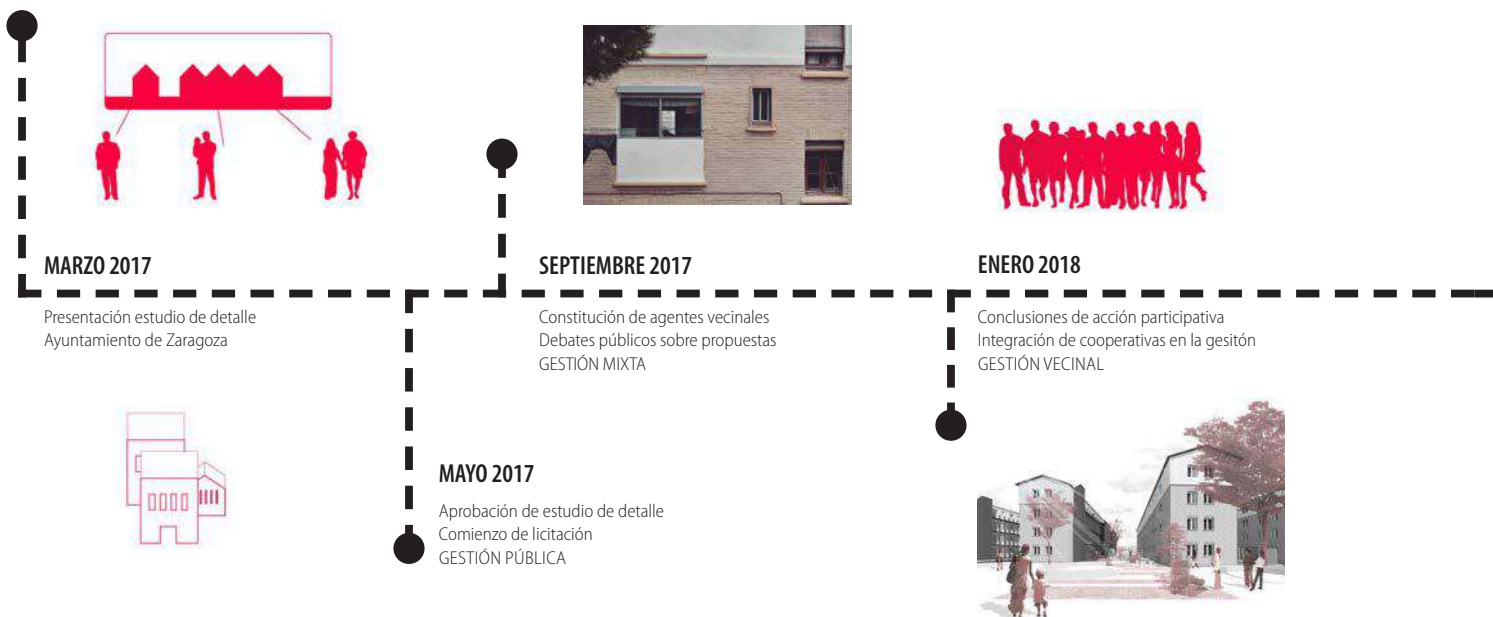 MARZO 2017
Presentación estudio de detalle
Ayuntamiento de Zaragoza
MAYO 2017
Aprobación de estudio de detalle
Comienzo de licitación
GESTIÓN PÚBLICA
SEPTIEMBRE 2017
Constitución de agentes vecinales
Debates públicos sobre propuestas
GESTIÓN MIXTA
ENERO 2018
Conclusiones de acción participativa
Integración de cooperativas en la gesitón
GESTIÓN VECINAL